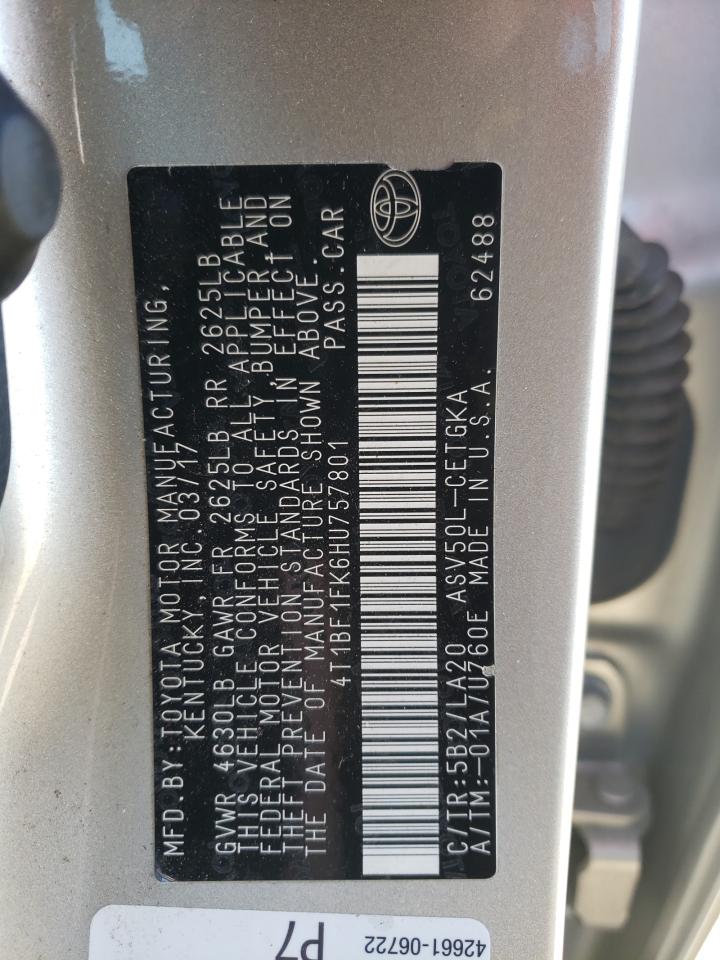 MFD.BY:TOYOTA MOTOR MANUFACTURING,
KENTUCKY, INC.03/17
GVWR 4630LB GAWR FR 2625LB RR 2625LB
THIS VEHICLE CONFORMS TO ALL APPLICABLE
FEDERAL MOTOR VEHICLE SAFETY,BUMPER,AND
THEFT PREVENTION STANDARDS IN EFFECT ON
THE DATE OF MANUFACTURE SHOWN ABOVE.
4T1BF1FK6HU757801 PASS.CAR
C/TR:5B2/LA20 ASV50L-CETGKA
A/TM:-01A/U760E MADE IN U.S.A. 62488
P7
42661-06722